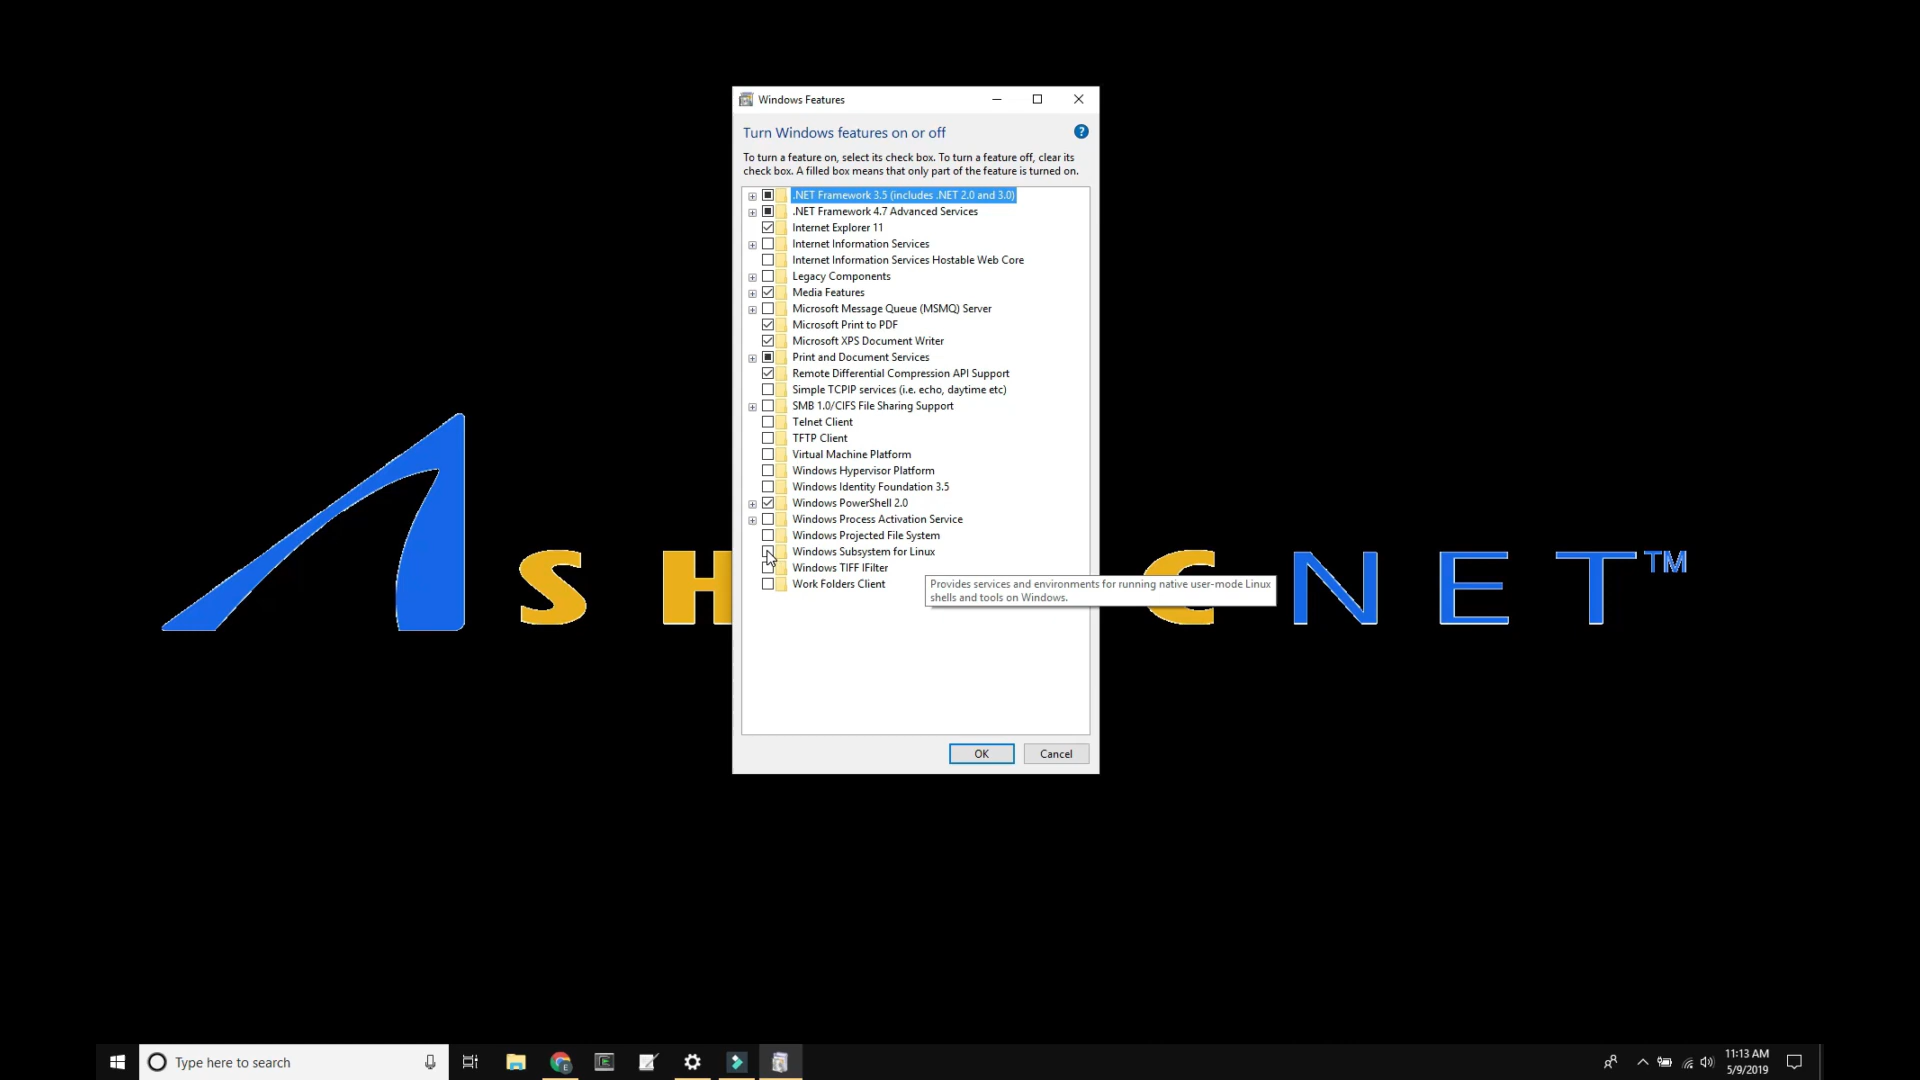 Windows Features
Turn Windows features on or off
?
To turn a feature on, select its check box. To turn a feature off, clear its
check box. A filled box means that only part of the feature is turned on.
.NET Framework 3.5 (includes .NET 2.0 and 3.0)
.NET Framework 4.7 Advanced Services
Internet Explorer 11
Internet Information Services
Internet Information Services Hostable Web Core
Legacy Components
Media Features
Microsoft Message Queue (MSMQ) Server
Microsoft Print to PDF
Microsoft XPS Document Writer
Print and Document Services
Remote Differential Compression API Support
Simple TCPIP services (i.e. echo, daytime etc)
SMB 1.0/CIFS File Sharing Support
Telnet Client
TFTP Client
Virtual Machine Platform
Windows Hypervisor Platform
Windows Identity Foundation 3.5
Windows PowerShell 2.0
Windows Process Activation Service
Windows Projected File System
Windows Subsystem for Linux
Windows TIFF IFilter
Work Folders Client
Provides services and environments for running native user-mode Linux
shells and tools on Windows.
OK Cancel
SH C NET™
Type here to search
11:13 AM
5/9/2019